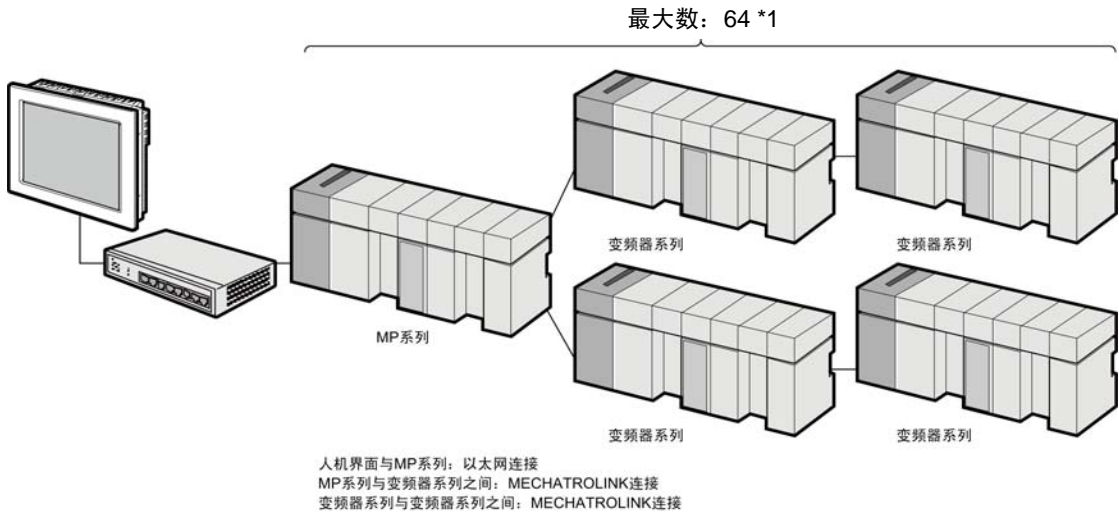 最大数：64 *1
变频器系列
变频器系列
MP系列
变频器系列
变频器系列
人机界面与MP系列：以太网连接
MP系列与变频器系列之间：MECHATROLINK连接
变频器系列与变频器系列之间：MECHATROLINK连接